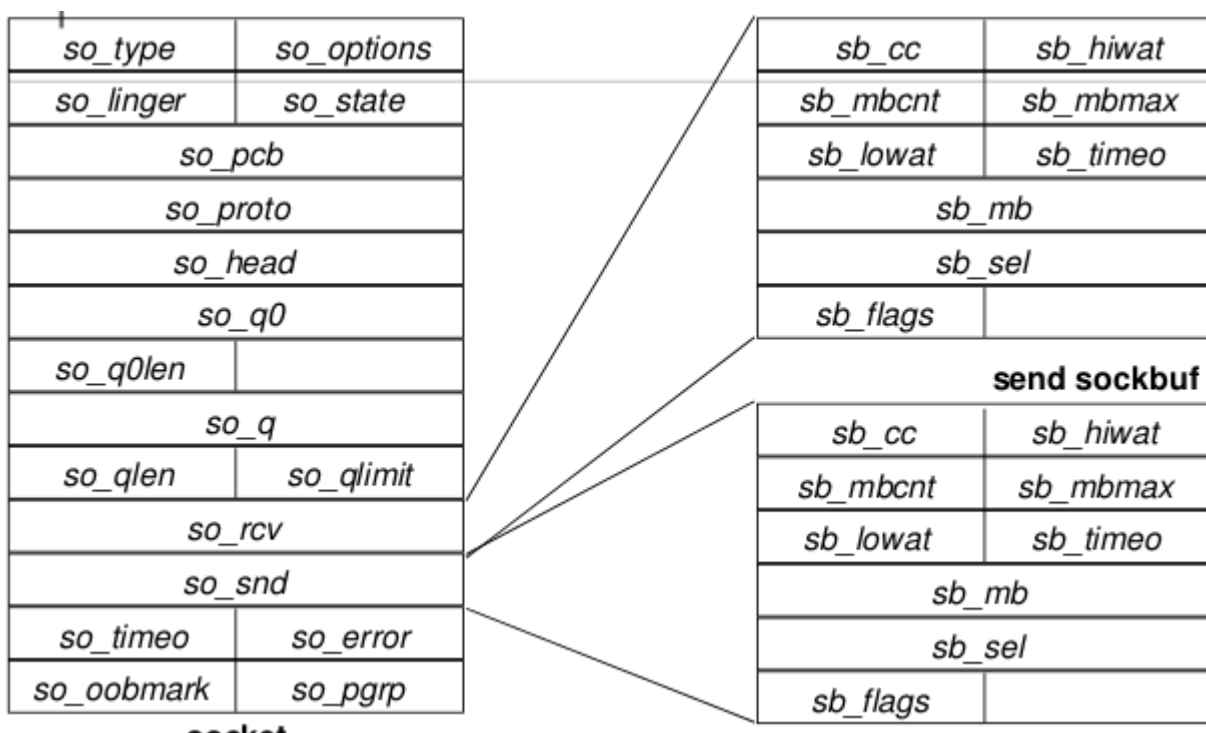 so_type so_options
so_linger so_state
so_pcb
so_proto
so_head
so_q0
so_q0len
so_q
so_qlen so_qlimit
so_rcv
so_snd
so_timeo so_error
so_oobmark so_pgrp
socket
sb_cc sb_hiwat
sb_mbcnt sb_mbmax
sb_lowat sb_timeo
sb_mb
sb_sel
sb_flags
send sockbuf
sb_cc sb_hiwat
sb_mbcnt sb_mbmax
sb_lowat sb_timeo
sb_mb
sb_sel
sb_flags